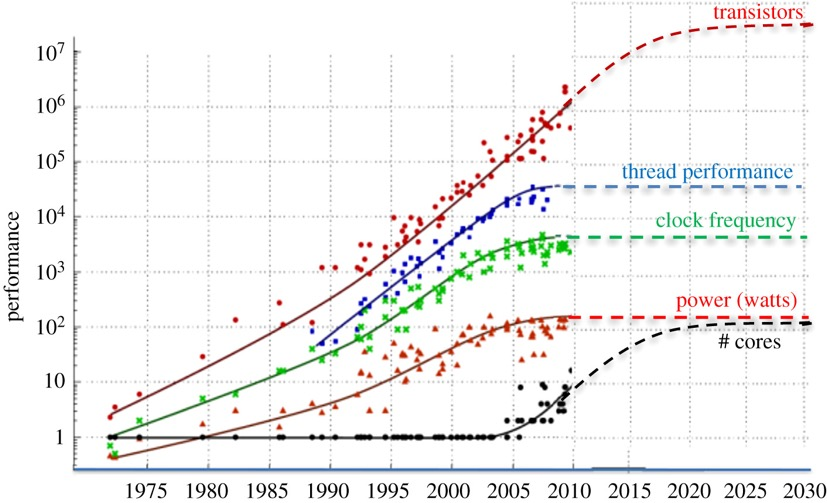 transistors
10⁷
10⁶
10⁵
thread performance
10⁴
clock frequency
10³
power (watts)
10²
# cores
10
1
performance
1975 1980 1985 1990 1995 2000 2005 2010 2015 2020 2025 2030